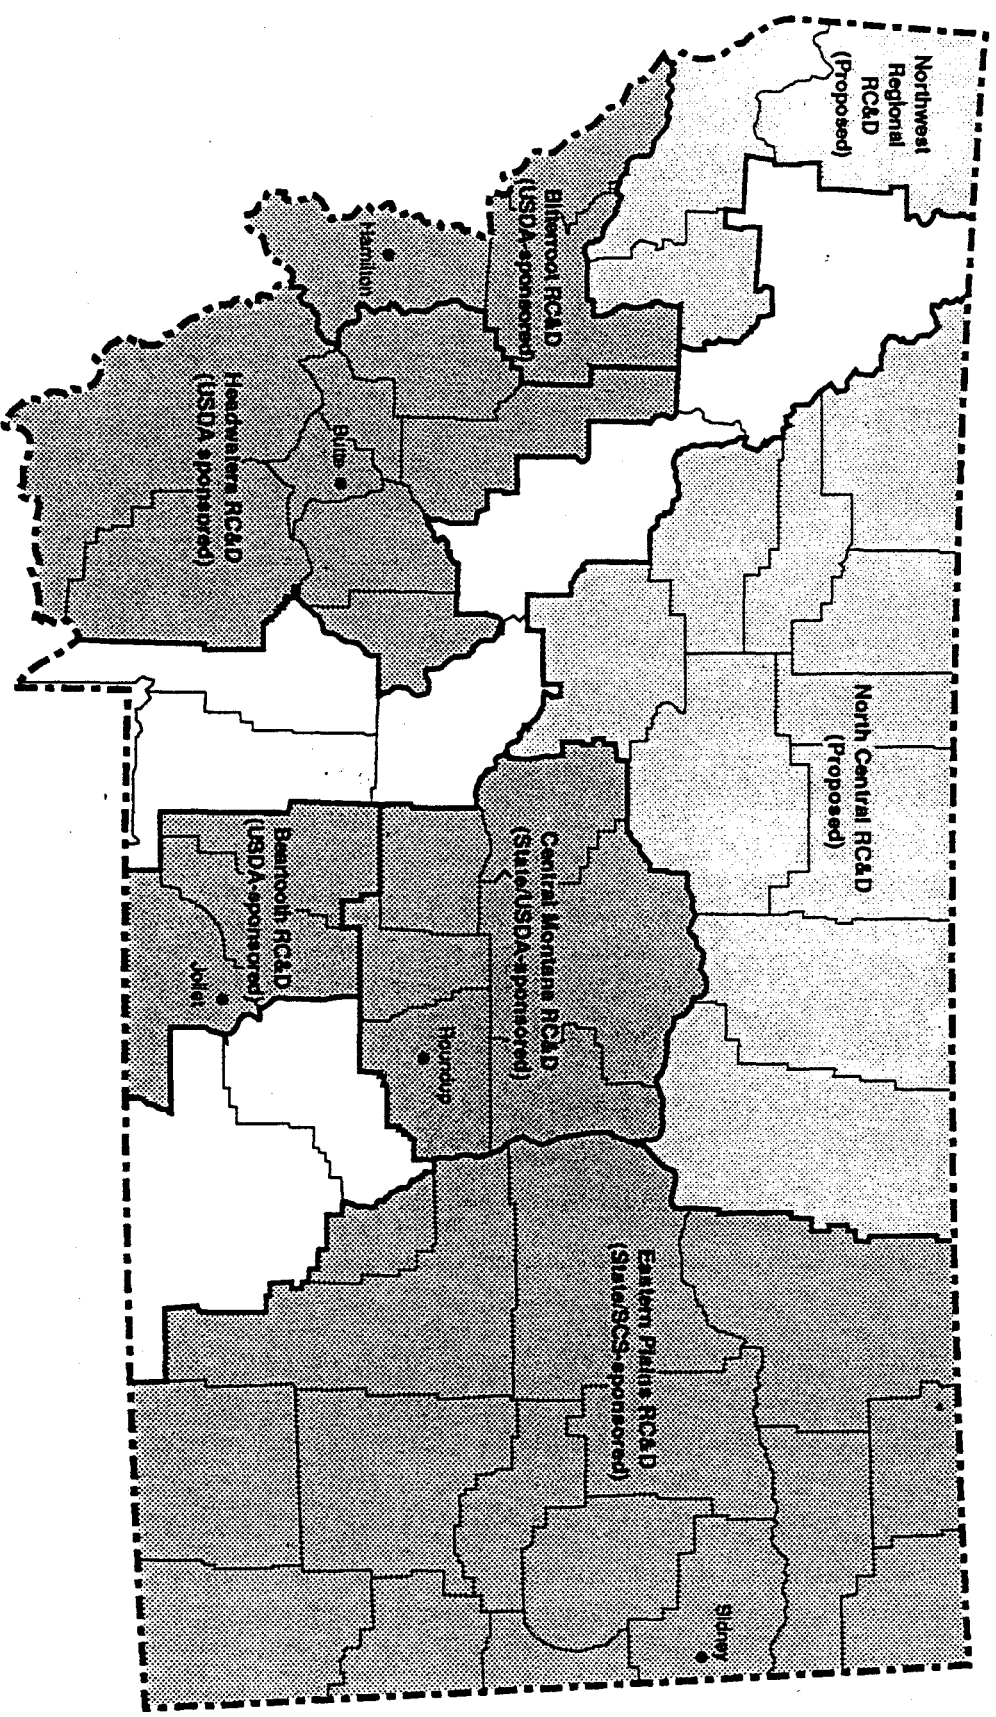 Northwest
Regional
RC&D
(Proposed)
North Central RC&D
(Proposed)
Bitterroot RC&D
(USDA-sponsored)
Hamilton
Butte
Headwaters RC&D
(USDA sponsored)
Central Montana RC&D
(State/USDA-sponsored)
Roundup
Beartooth RC&D
(USDA-sponsored)
Joliet
Eastern Plains RC&D
(State/SCS-sponsored)
Sidney